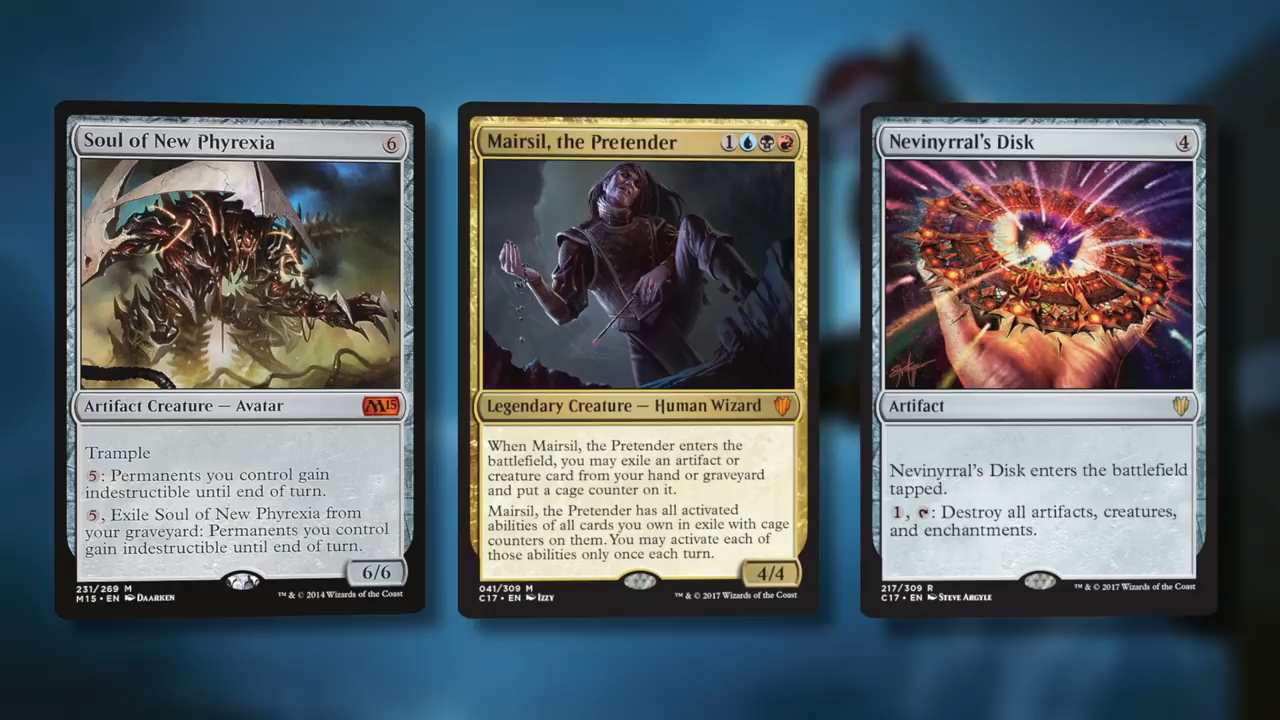 Soul of New Phyrexia 6
Artifact Creature — Avatar M15
Trample
5: Permanents you control gain
indestructible until end of turn.
5, Exile Soul of New Phyrexia from
your graveyard: Permanents you control
gain indestructible until end of turn.
6/6
231/269 M
M15 • EN DAARKEN
™ & © 2014 Wizards of the Coast
Mairsil, the Pretender 1
Legendary Creature — Human Wizard
When Mairsil, the Pretender enters the
battlefield, you may exile an artifact or
creature card from your hand or graveyard
and put a cage counter on it.
Mairsil, the Pretender has all activated
abilities of all cards you own in exile with cage
counters on them. You may activate each of
those abilities only once each turn.
4/4
041/309 M
C17 • EN IZZY
™ & © 2017 Wizards of the Coast
Nevinyrral's Disk 4
Artifact
Nevinyrral's Disk enters the battlefield
tapped.
1, : Destroy all artifacts, creatures,
and enchantments.
217/309 R
C17 • EN STEVE ARGYLE
™ & © 2017 Wizards of the Coast